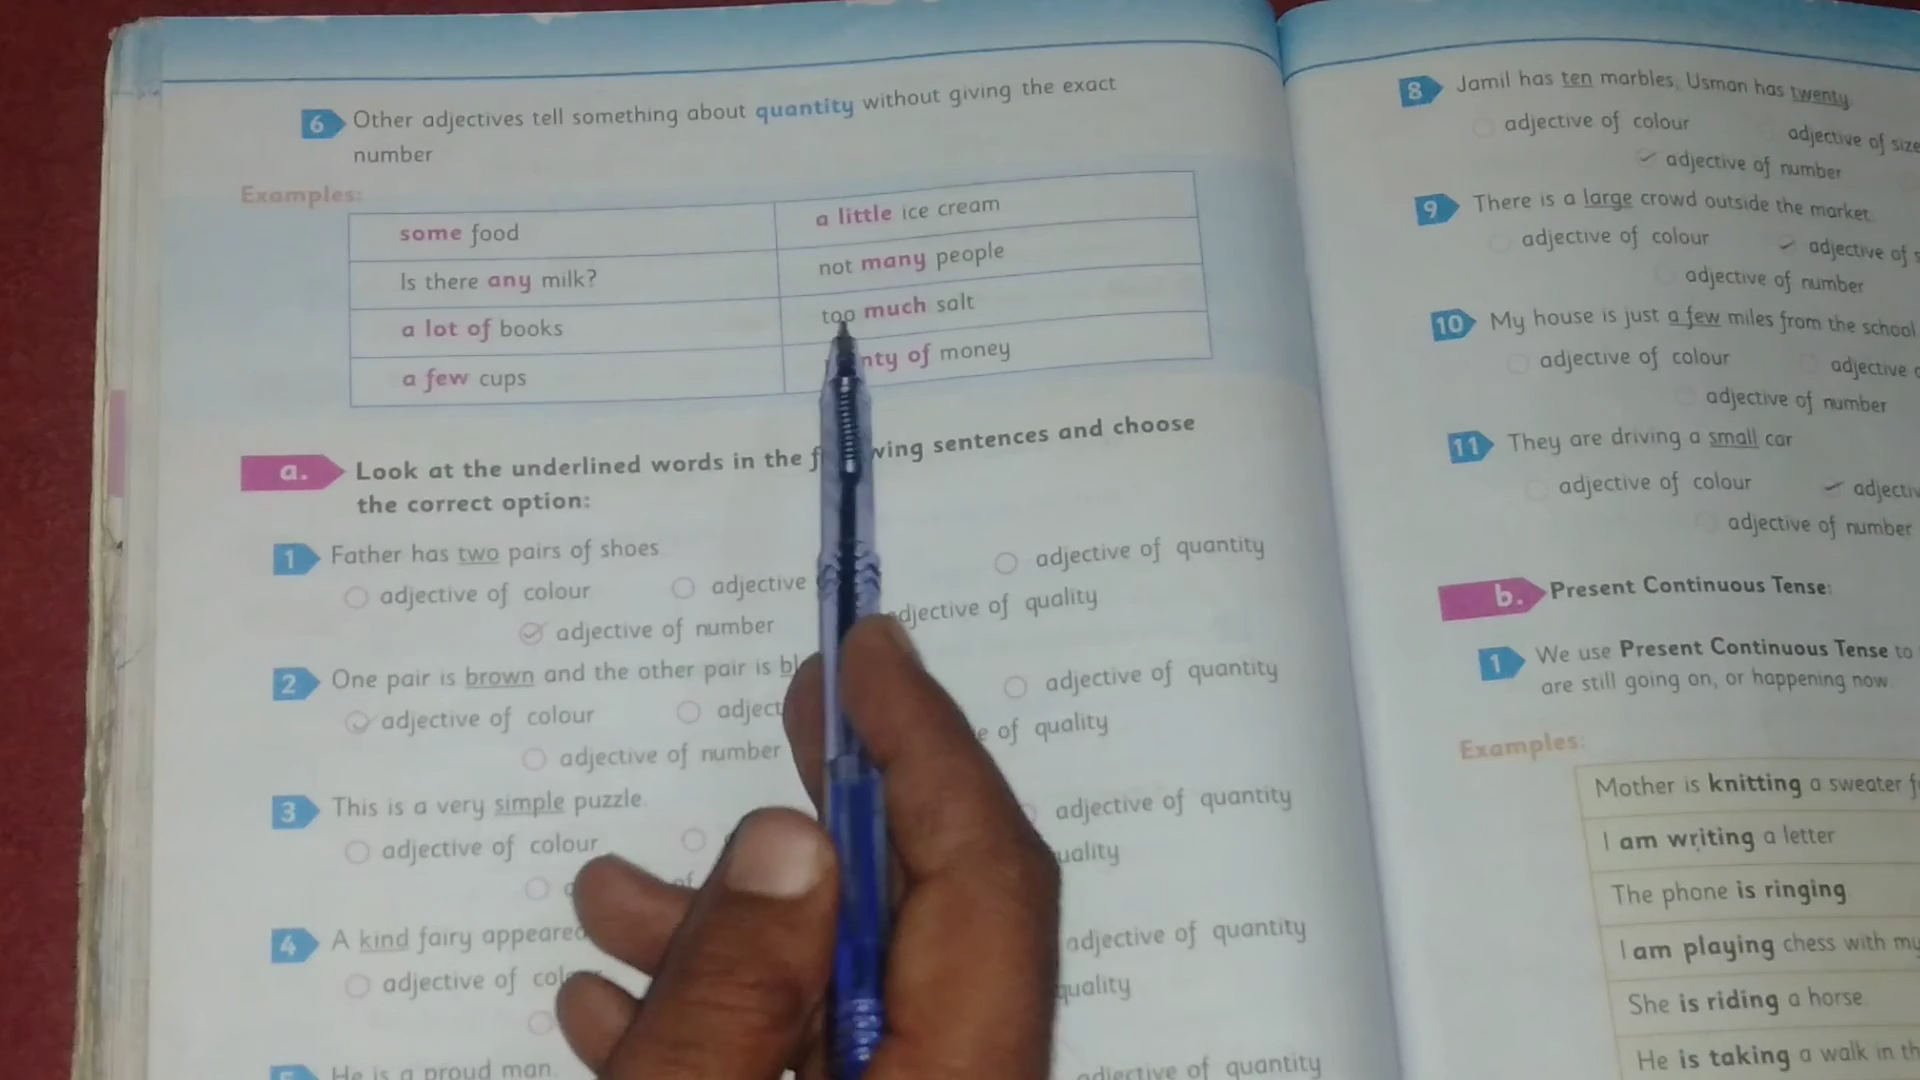 6 Other adjectives tell something about quantity without giving the exact
number
Examples:
some food
a little ice cream
Is there any milk?
not many people
a lot of books
too much salt
a few cups
of money
a. Look at the underlined words in the sentences and choose
the correct option:
1 Father has two pairs of shoes
adjective of colour adjective adjective of quantity
adjective of number adjective of quality
2 One pair is brown and the other pair is
adjective of colour adjective of quantity
adjective of number of quality
3 This is a very simple puzzle.
adjective of colour adjective of quantity
4 A kind fairy appeared
adjective of adjective of quantity
quality
He is a proud man.
adjective of quantity
8 Jamil has ten marbles, Usman has twenty
adjective of colour adjective of size
adjective of number
9 There is a large crowd outside the market.
adjective of colour adjective of
adjective of number
10 My house is just a few miles from the school
adjective of colour adjective
adjective of number
11 They are driving a small car
adjective of colour
adjective of number
b. Present Continuous Tense:
1 We use Present Continuous Tense to
are still going on, or happening now.
Examples:
Mother is knitting a sweater
I am writing a letter
The phone is ringing
I am playing chess with
She is riding a horse.
He is taking a walk in